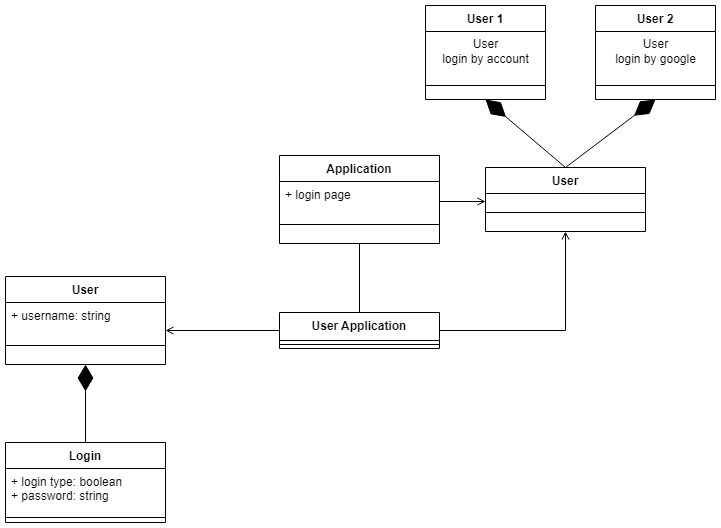 User 1
User
login by account
User 2
User
login by google
Application
+ login page
User
User
+ username: string
User Application
Login
+ login type: boolean
+ password: string